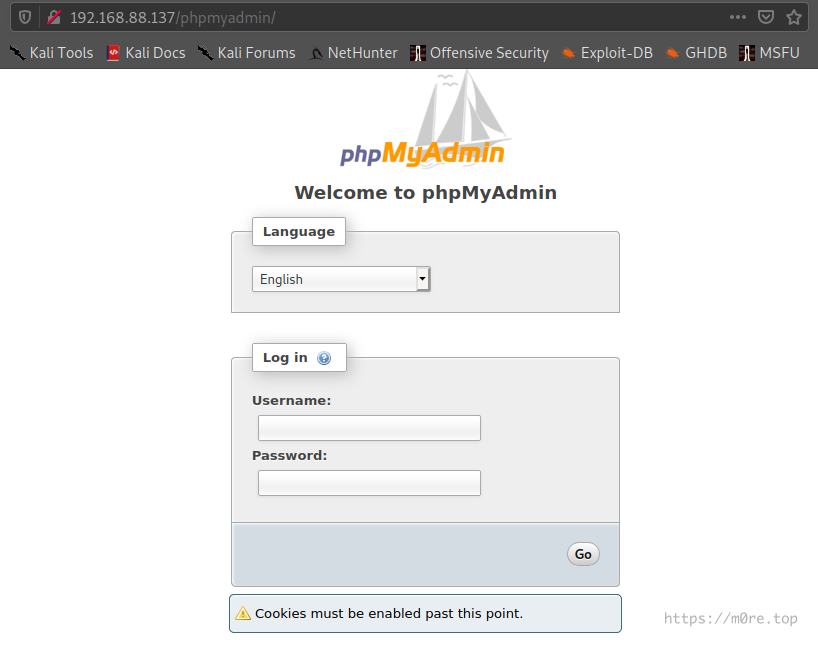 192.168.88.137/phpmyadmin/
Kali Tools Kali Docs Kali Forums NetHunter Offensive Security Exploit-DB GHDB MSFU
phpMyAdmin
Welcome to phpMyAdmin
Language
English
Log in
Username:
Password:
Go
Cookies must be enabled past this point.
https://m0re.top